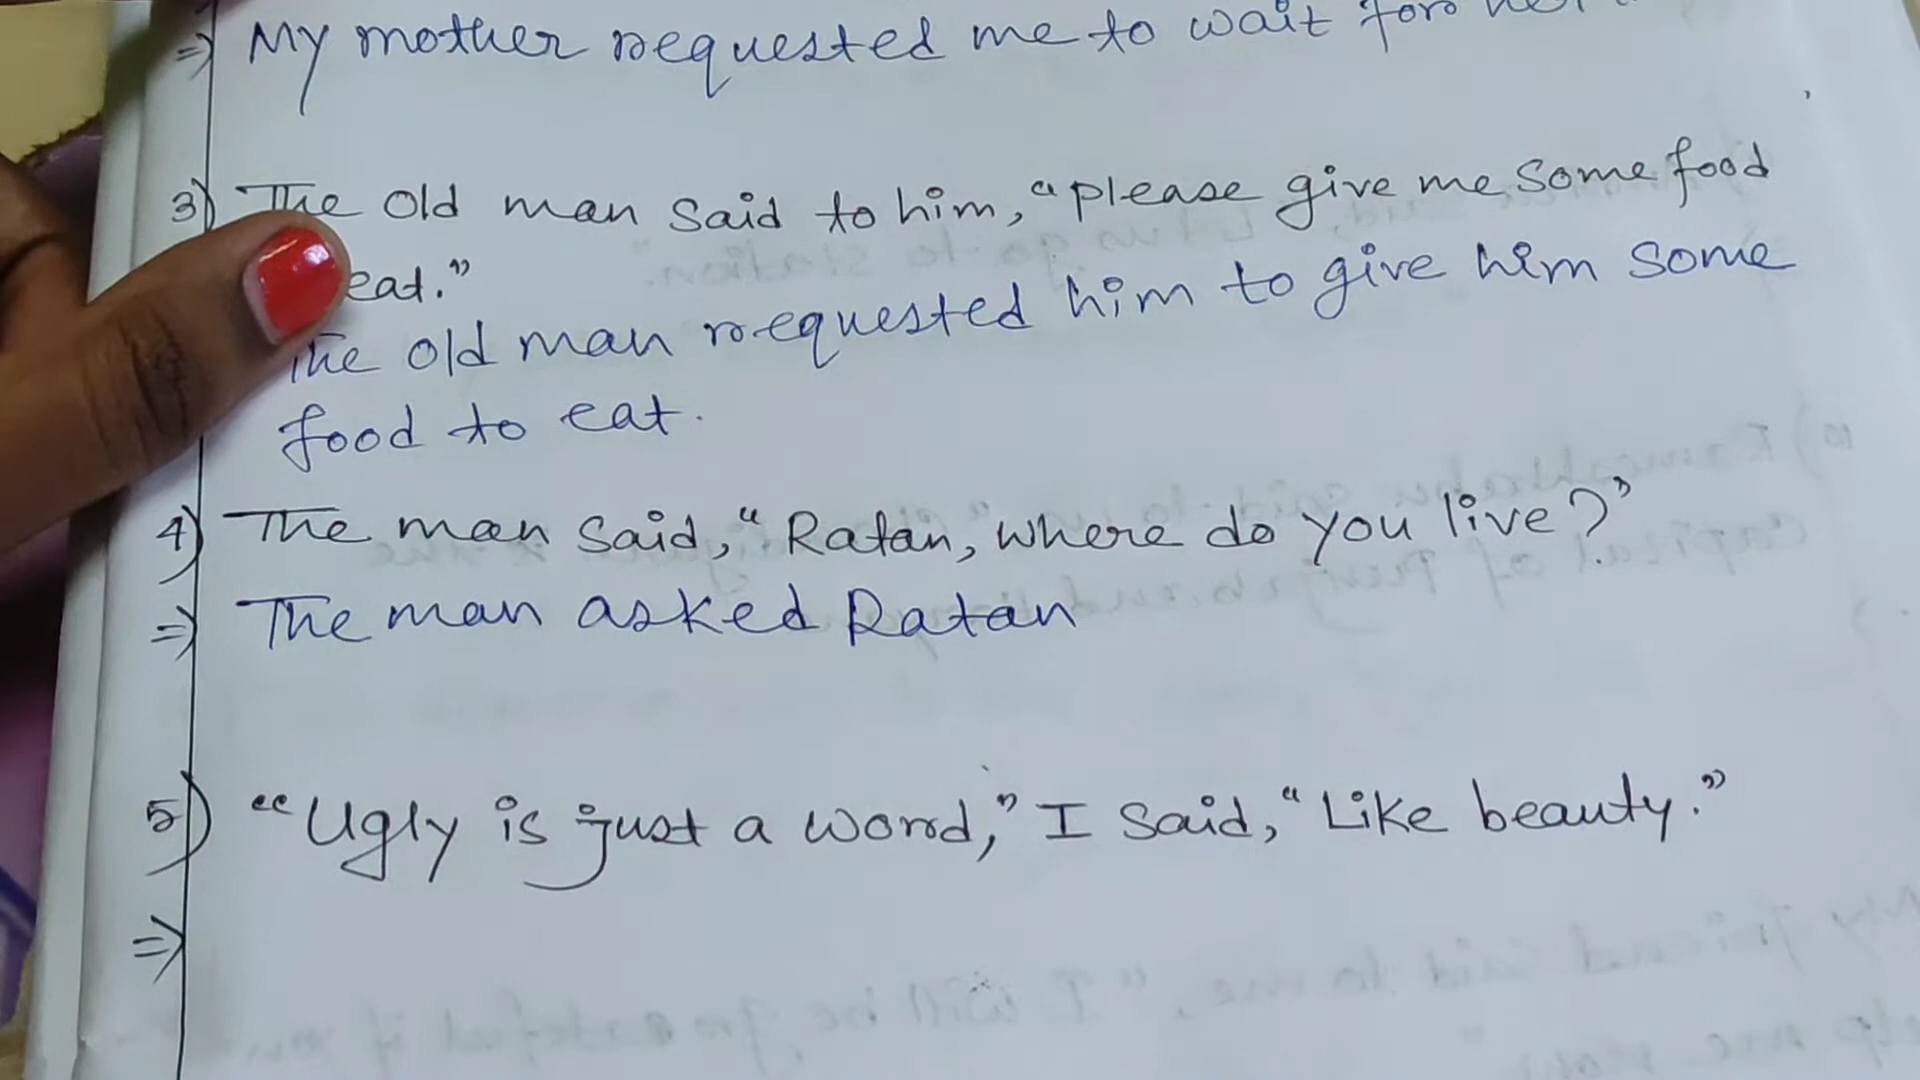 => My mother requested me to wait for
3) The old man said to him, "please give me some food
eat."
The old man requested him to give him some
food to eat.
4) The man said, "Ratan, where do you live?"
=> The man asked Ratan
5) "Ugly is just a word," I said, "Like beauty."
=>